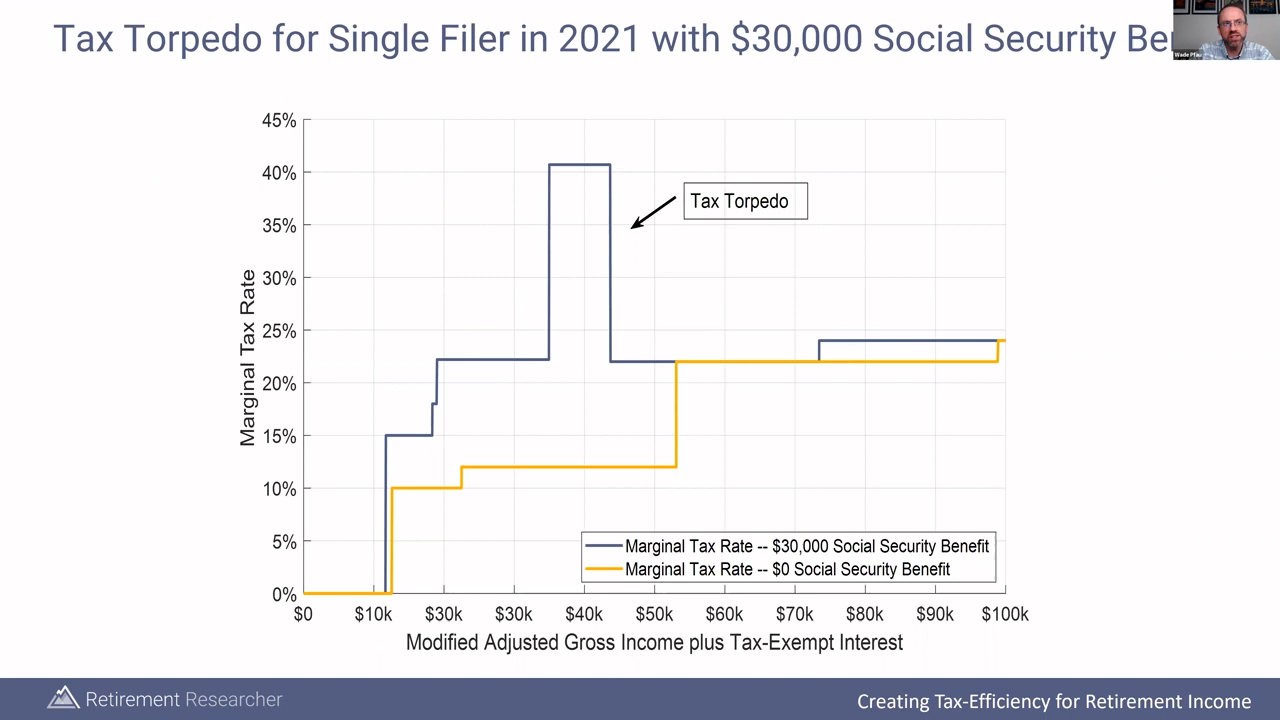 Tax Torpedo for Single Filer in 2021 with $30,000 Social Security Be
Wade Pfau
45%
40%
35%
30%
25%
20%
15%
10%
5%
0%
Marginal Tax Rate
Tax Torpedo
Marginal Tax Rate -- $30,000 Social Security Benefit
Marginal Tax Rate -- $0 Social Security Benefit
$0 $10k $30k $30k $40k $50k $60k $70k $80k $90k $100k
Modified Adjusted Gross Income plus Tax-Exempt Interest
Retirement Researcher
Creating Tax-Efficiency for Retirement Income